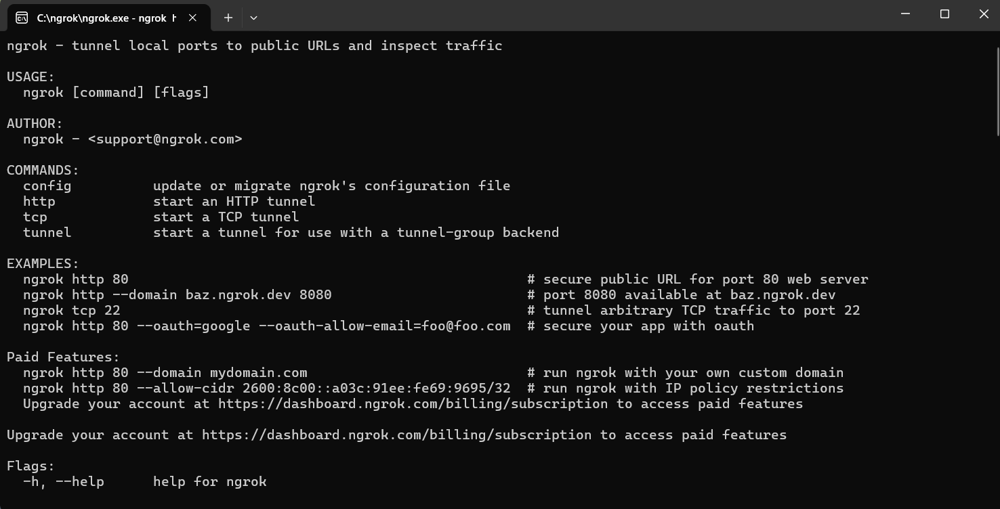 C:\ngrok\ngrok.exe - ngrok h
ngrok - tunnel local ports to public URLs and inspect traffic
USAGE:
  ngrok [command] [flags]
AUTHOR:
  ngrok - <support@ngrok.com>
COMMANDS:
  config          update or migrate ngrok's configuration file
  http            start an HTTP tunnel
  tcp             start a TCP tunnel
  tunnel          start a tunnel for use with a tunnel-group backend
EXAMPLES:
  ngrok http 80                                                 # secure public URL for port 80 web server
  ngrok http --domain baz.ngrok.dev 8080                        # port 8080 available at baz.ngrok.dev
  ngrok tcp 22                                                  # tunnel arbitrary TCP traffic to port 22
  ngrok http 80 --oauth=google --oauth-allow-email=foo@foo.com  # secure your app with oauth
Paid Features:
  ngrok http 80 --domain mydomain.com                           # run ngrok with your own custom domain
  ngrok http 80 --allow-cidr 2600:8c00::a03c:91ee:fe69:9695/32  # run ngrok with IP policy restrictions
  Upgrade your account at https://dashboard.ngrok.com/billing/subscription to access paid features
Upgrade your account at https://dashboard.ngrok.com/billing/subscription to access paid features
Flags:
  -h, --help      help for ngrok